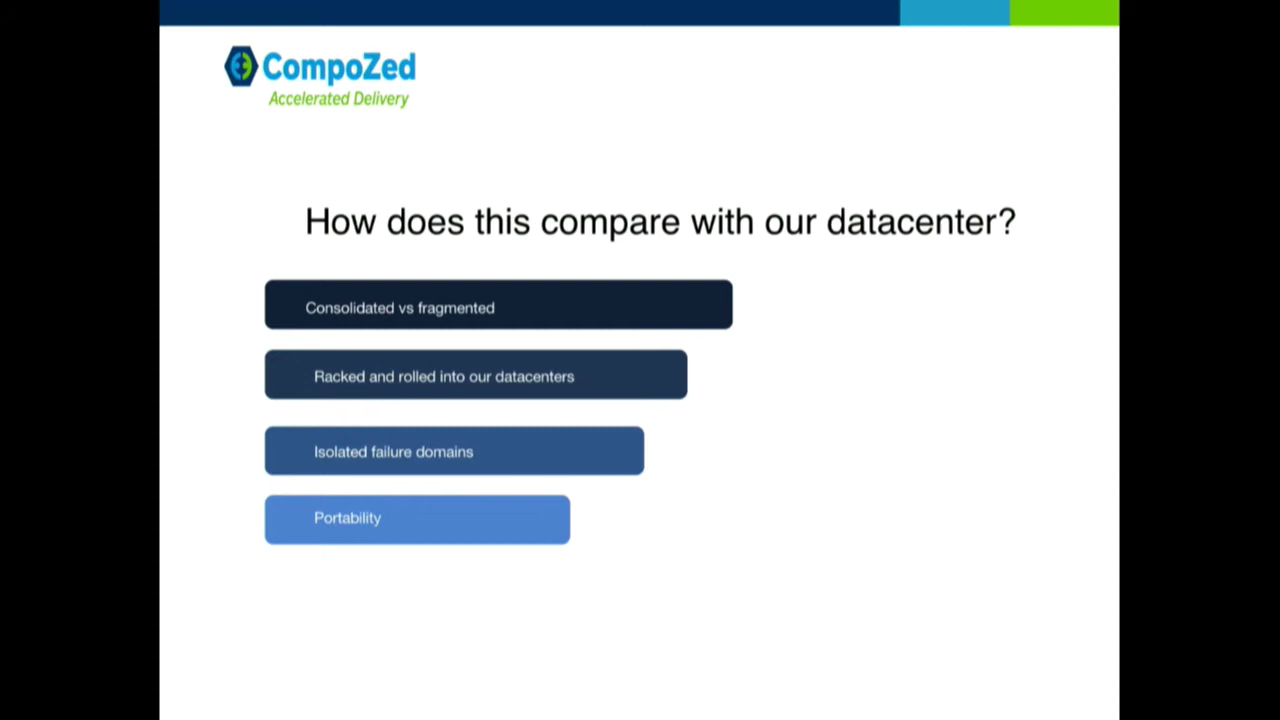 CompoZed
Accelerated Delivery
How does this compare with our datacenter?
Consolidated vs fragmented
Racked and rolled into our datacenters
Isolated failure domains
Portability